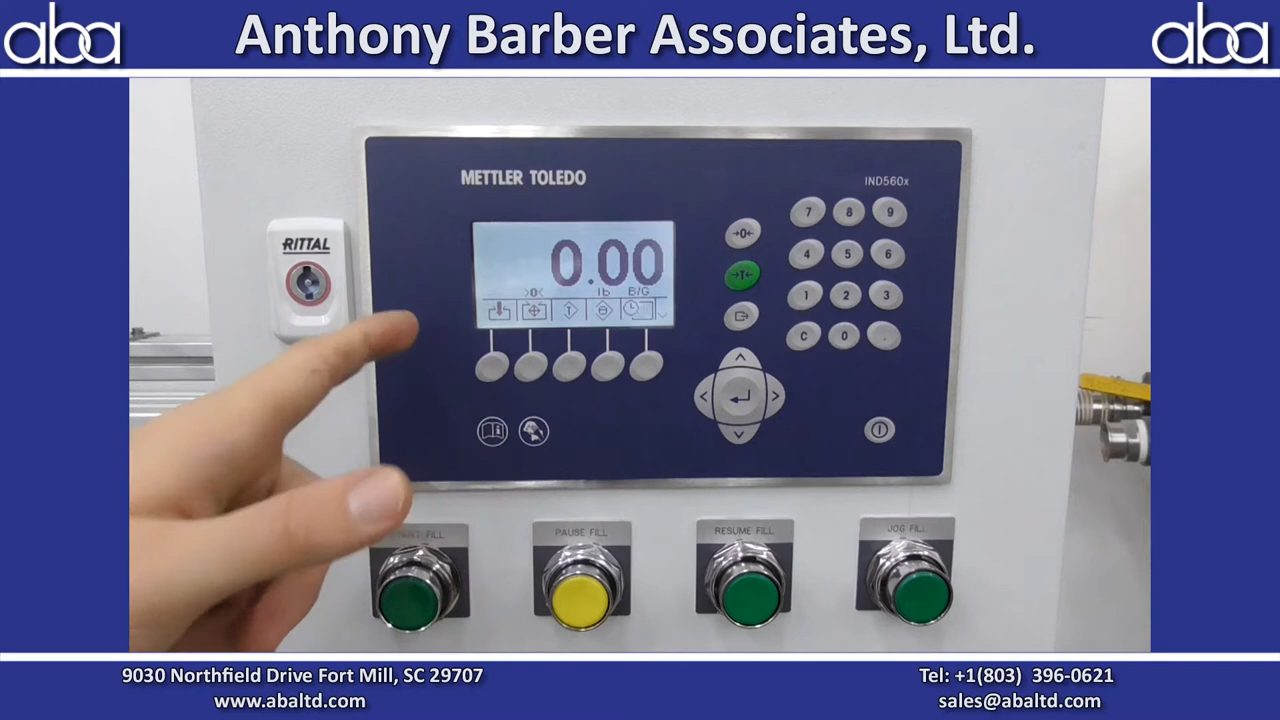 aba Anthony Barber Associates, Ltd. aba
METTLER TOLEDO
IND560x
RITTAL
0.00
>0< lb B/G
→0←
→T←
7 8 9
4 5 6
1 2 3
C 0 .
FILL
PAUSE FILL
RESUME FILL
JOG FILL
9030 Northfield Drive Fort Mill, SC 29707
www.abaltd.com
Tel: +1(803) 396-0621
sales@abaltd.com